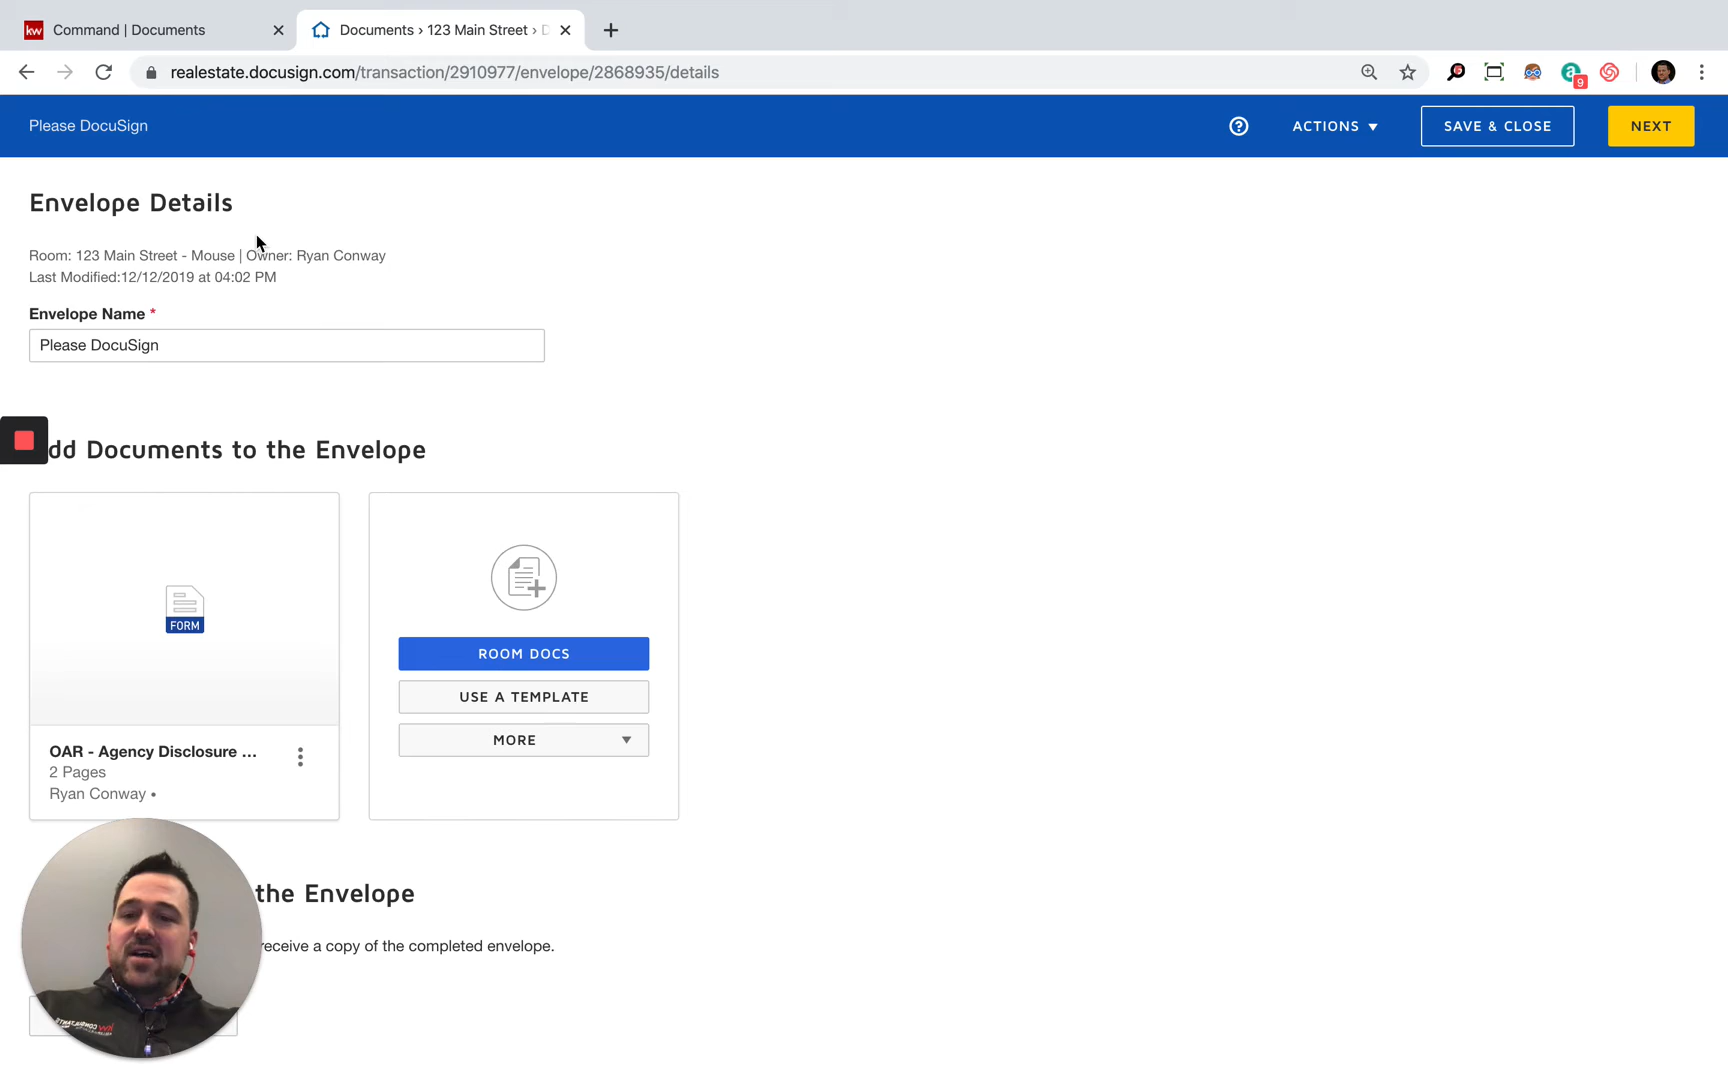 kw Command | Documents
Documents › 123 Main Street ›
realestate.docusign.com/transaction/2910977/envelope/2868935/details
9
Please DocuSign
? ACTIONS ▼ SAVE & CLOSE NEXT
Envelope Details
Room: 123 Main Street - Mouse | Owner: Ryan Conway
Last Modified:12/12/2019 at 04:02 PM
Envelope Name *
Please DocuSign
dd Documents to the Envelope
FORM
ROOM DOCS
USE A TEMPLATE
MORE ▼
OAR - Agency Disclosure ...
2 Pages
Ryan Conway •
the Envelope
receive a copy of the completed envelope.